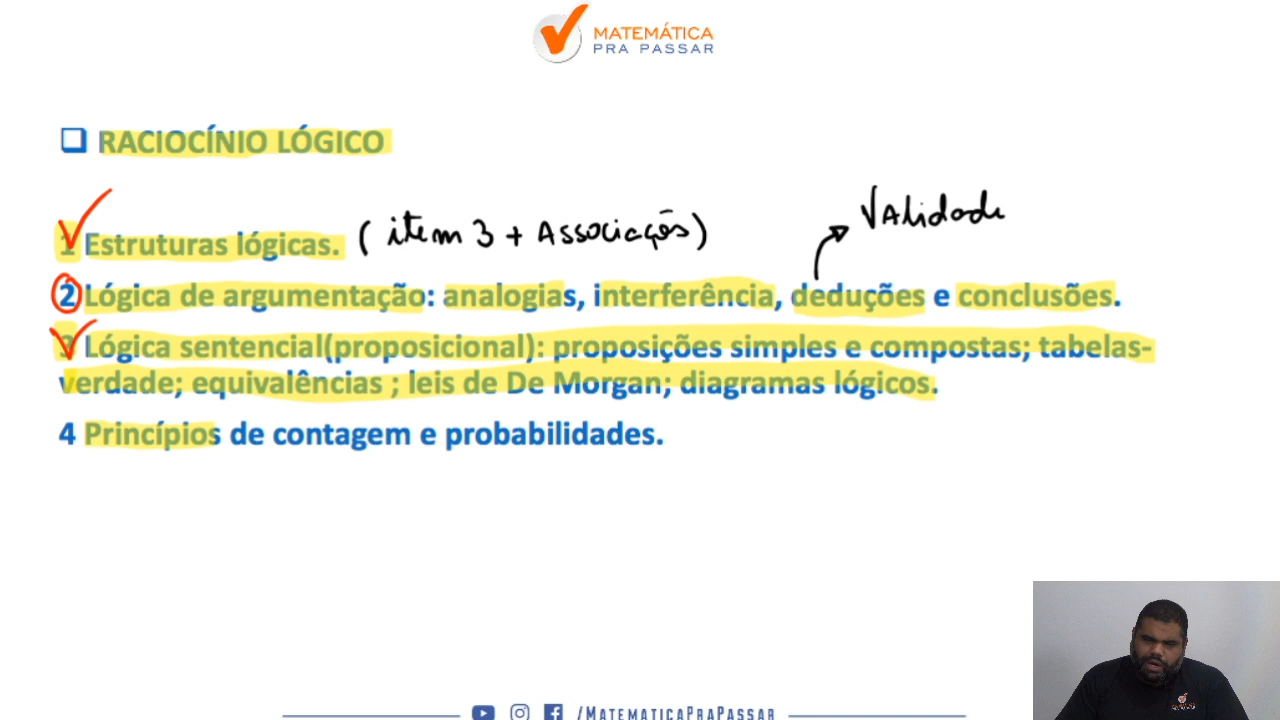 MATEMÁTICA
PRA PASSAR
RACIOCÍNIO LÓGICO
1 Estruturas lógicas. (item 3 + Associações)
Validade
2 Lógica de argumentação: analogias, interferência, deduções e conclusões.
3 Lógica sentencial(proposicional): proposições simples e compostas; tabelas-
verdade; equivalências ; leis de De Morgan; diagramas lógicos.
4 Princípios de contagem e probabilidades.
/MatematicaPraPassar